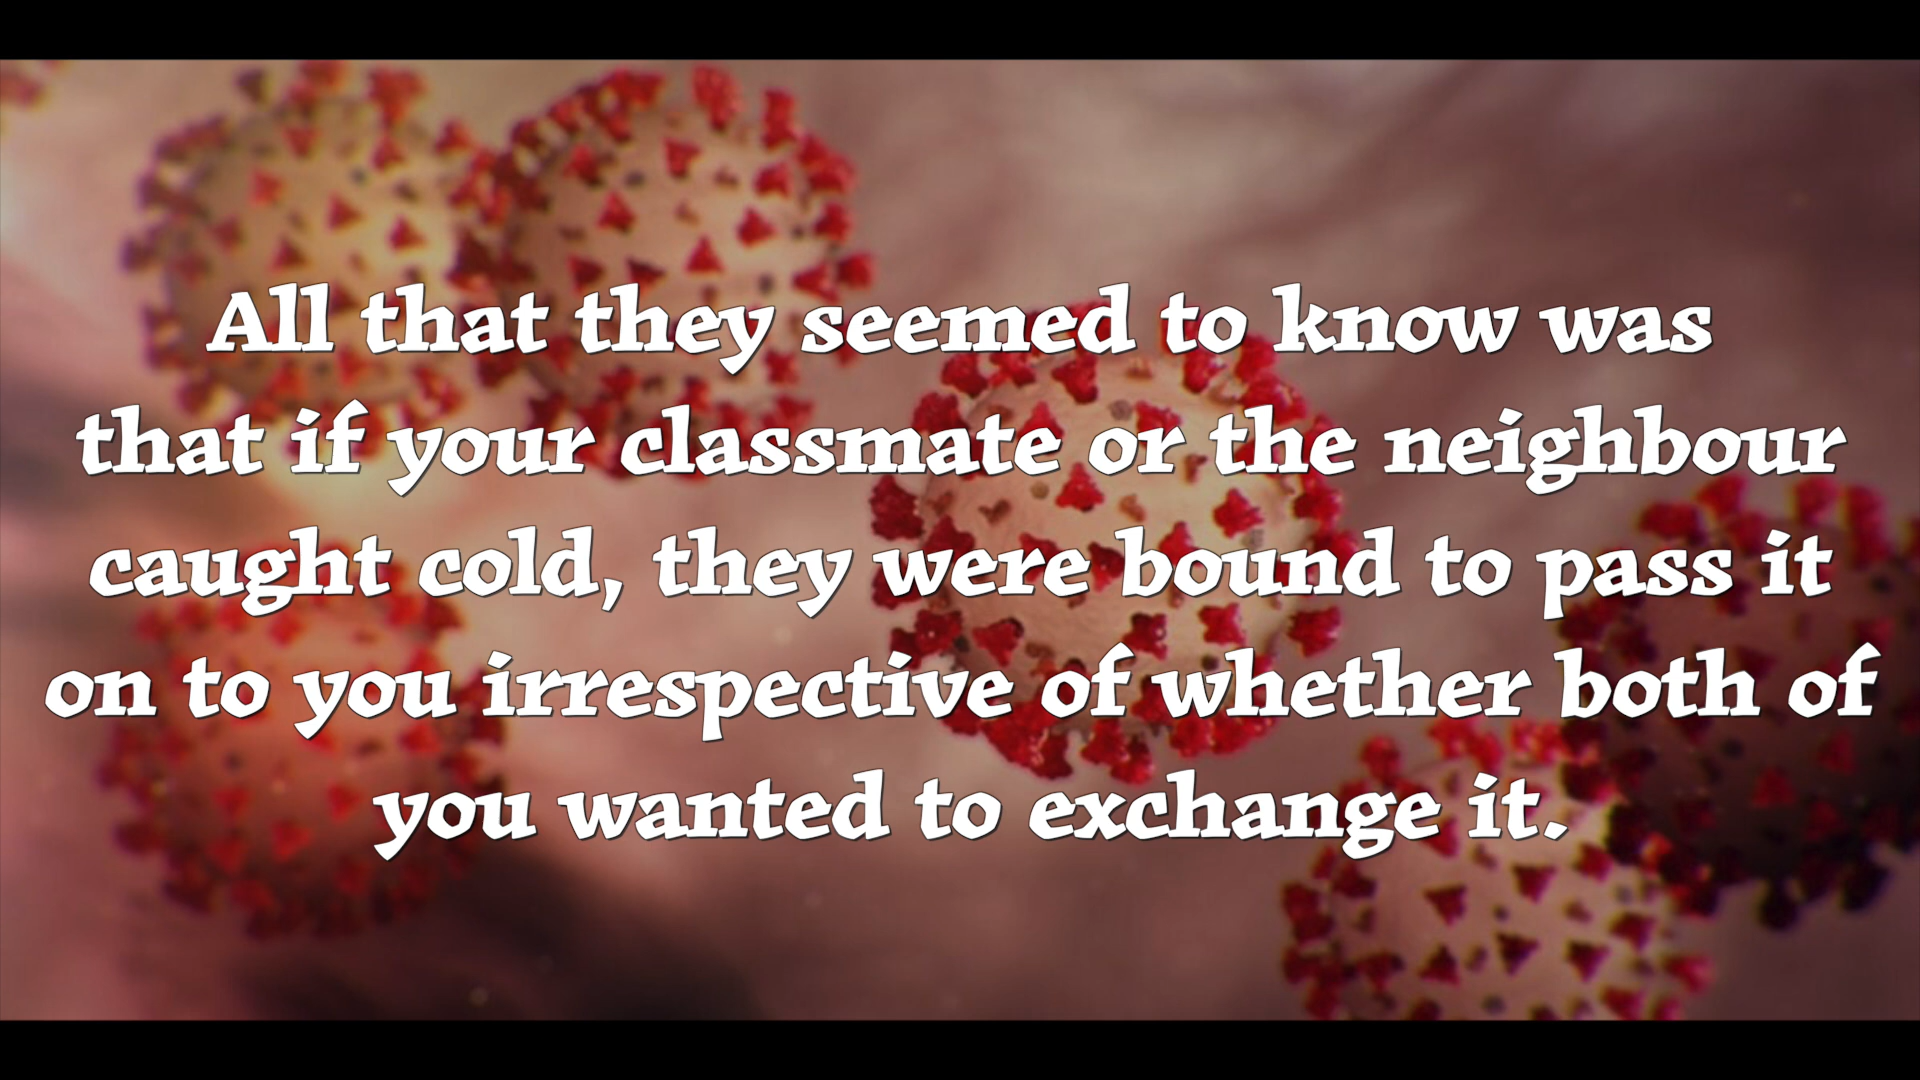 All that they seemed to know was
that if your classmate or the neighbour
caught cold, they were bound to pass it
on to you irrespective of whether both of
you wanted to exchange it.